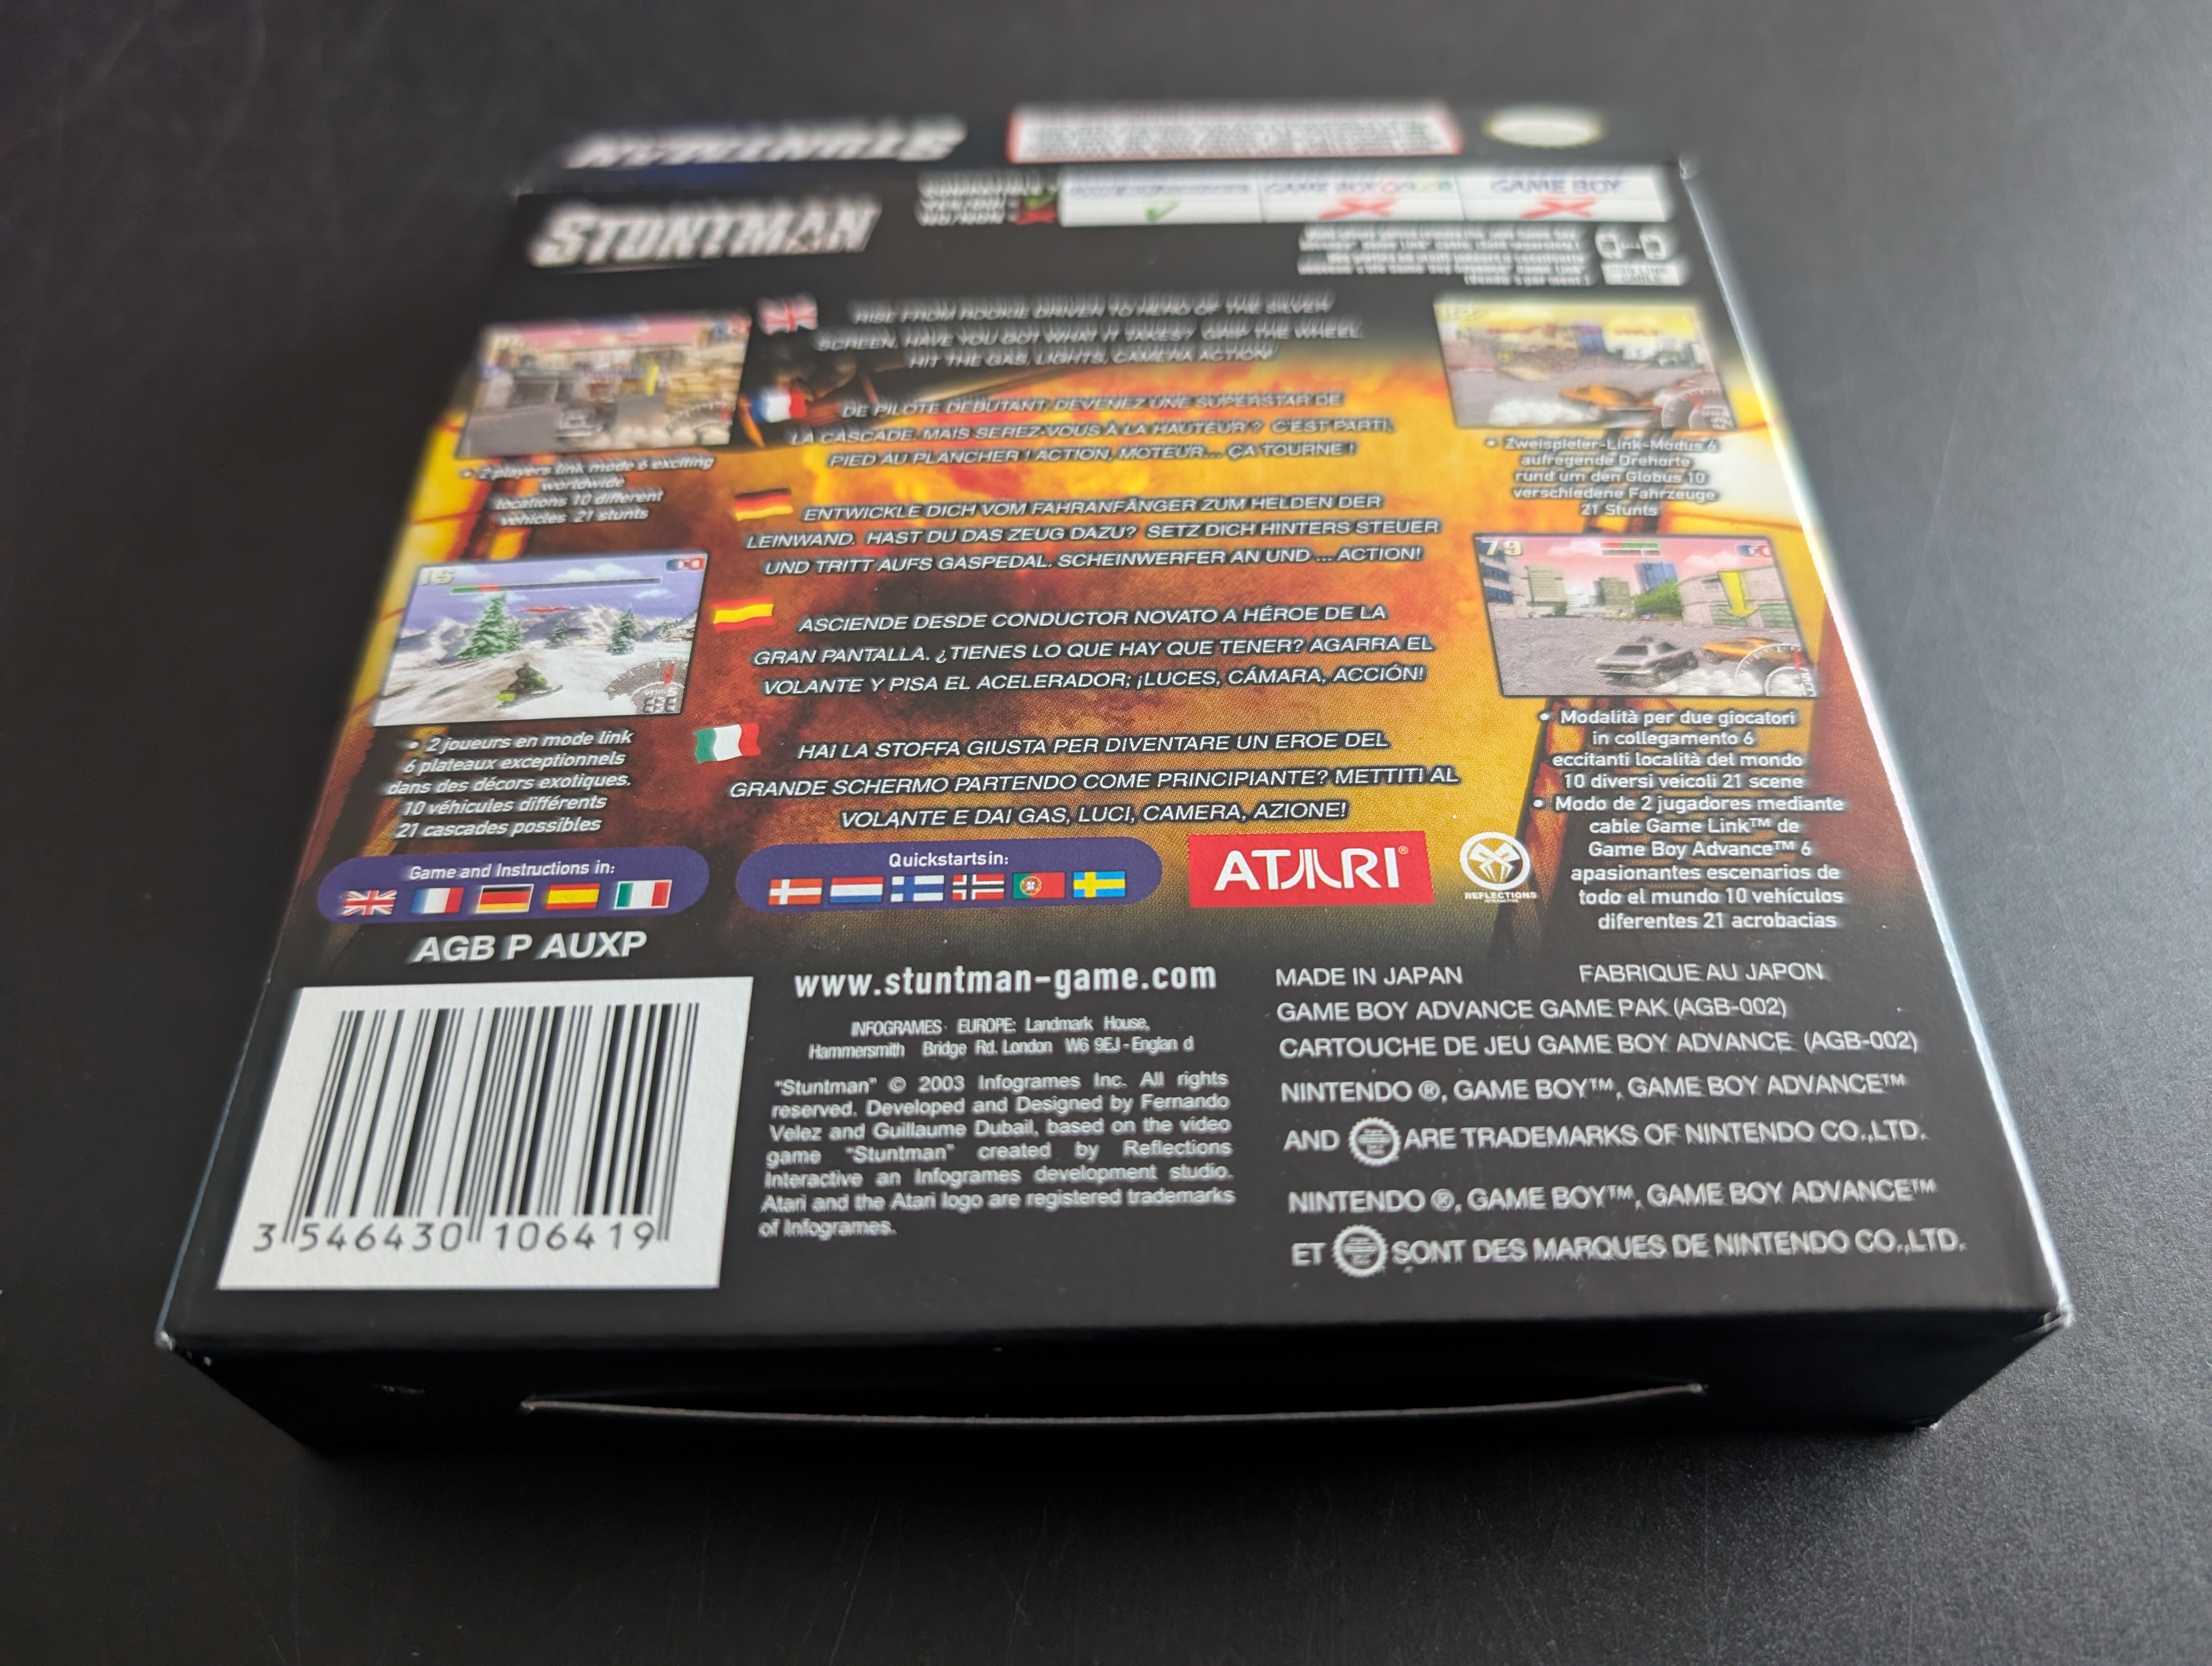 STUNTMAN
STUNTMAN
GAME BOY
RISE FROM ROOKIE DRIVER TO HERO OF THE SILVER
SCREEN, HAVE YOU GOT WHAT IT TAKES? GRIP THE WHEEL,
HIT THE GAS, LIGHTS, CAMERA ACTION!
DE PILOTE DÉBUTANT, DEVENEZ UNE SUPERSTAR DE
LA CASCADE. MAIS SEREZ-VOUS À LA HAUTEUR ? C'EST PARTI,
PIED AU PLANCHER ! ACTION, MOTEUR... ÇA TOURNE !
ENTWICKLE DICH VOM FAHRANFÄNGER ZUM HELDEN DER
LEINWAND. HAST DU DAS ZEUG DAZU? SETZ DICH HINTERS STEUER
UND TRITT AUFS GASPEDAL. SCHEINWERFER AN UND ... ACTION!
ASCIENDE DESDE CONDUCTOR NOVATO A HÉROE DE LA
GRAN PANTALLA. ¿TIENES LO QUE HAY QUE TENER? AGARRA EL
VOLANTE Y PISA EL ACELERADOR; ¡LUCES, CÁMARA, ACCIÓN!
HAI LA STOFFA GIUSTA PER DIVENTARE UN EROE DEL
GRANDE SCHERMO PARTENDO COME PRINCIPIANTE? METTITI AL
VOLANTE E DAI GAS, LUCI, CAMERA, AZIONE!
• 2 players link mode 6 exciting
worldwide
locations 10 different
vehicles 21 stunts
15
• 2 joueurs en mode link
6 plateaux exceptionnels
dans des décors exotiques.
10 véhicules différents
21 cascades possibles
• Zweispieler-Link-Modus 6
aufregende Drehorte
rund um den Globus 10
verschiedene Fahrzeuge
21 Stunts
79
• Modalità per due giocatori
in collegamento 6
eccitanti località del mondo
10 diversi veicoli 21 scene
• Modo de 2 jugadores mediante
cable Game Link™ de
Game Boy Advance™ 6
apasionantes escenarios de
todo el mundo 10 vehículos
diferentes 21 acrobacias
Game and Instructions in:
Quickstarts in:
ATARI®
REFLECTIONS
INTERACTIVE
AGB P AUXP
3 546430 106419
www.stuntman-game.com
INFOGRAMES EUROPE: Landmark House,
Hammersmith Bridge Rd. London W6 9EJ - Englan d
"Stuntman" © 2003 Infogrames Inc. All rights
reserved. Developed and Designed by Fernando
Velez and Guillaume Dubail, based on the video
game "Stuntman" created by Reflections
Interactive an Infogrames development studio.
Atari and the Atari logo are registered trademarks
of Infogrames.
MADE IN JAPAN FABRIQUE AU JAPON
GAME BOY ADVANCE GAME PAK (AGB-002)
CARTOUCHE DE JEU GAME BOY ADVANCE (AGB-002)
NINTENDO ®, GAME BOY™, GAME BOY ADVANCE™
AND ARE TRADEMARKS OF NINTENDO CO.,LTD.
NINTENDO ®, GAME BOY™, GAME BOY ADVANCE™
ET SONT DES MARQUES DE NINTENDO CO.,LTD.